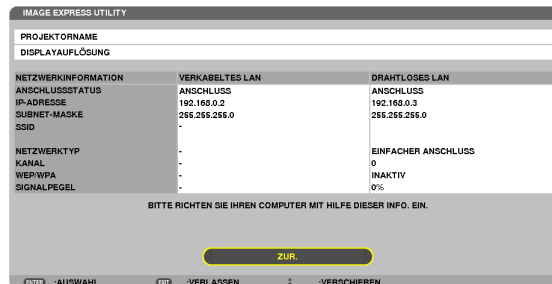 IMAGE EXPRESS UTILITY
PROJEKTORNAME
DISPLAYAUFLÖSUNG
NETZWERKINFORMATION VERKABELTES LAN DRAHTLOSES LAN
ANSCHLUSSSTATUS ANSCHLUSS ANSCHLUSS
IP-ADRESSE 192.168.0.2 192.168.0.3
SUBNET-MASKE 255.255.255.0 255.255.255.0
SSID -
NETZWERKTYP - EINFACHER ANSCHLUSS
KANAL - 0
WEP/WPA - INAKTIV
SIGNALPEGEL - 0%
BITTE RICHTEN SIE IHREN COMPUTER MIT HILFE DIESER INFO. EIN.
ZUR.
ENTER :AUSWAHL EXIT :VERLASSEN :VERSCHIEBEN